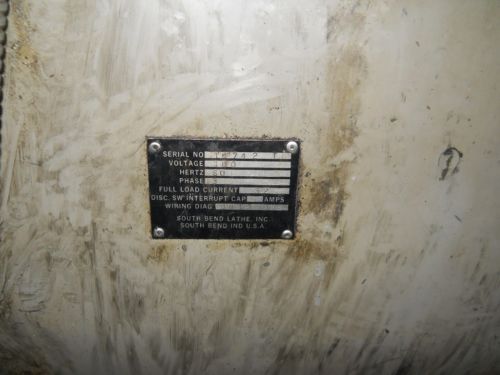 SERIAL NO
VOLTAGE
HERTZ 60
PHASE 3
FULL LOAD CURRENT
DISC. SW INTERRUPT CAP AMPS
WIRING DIAG
SOUTH BEND LATHE, INC.
SOUTH BEND IND U.S.A.